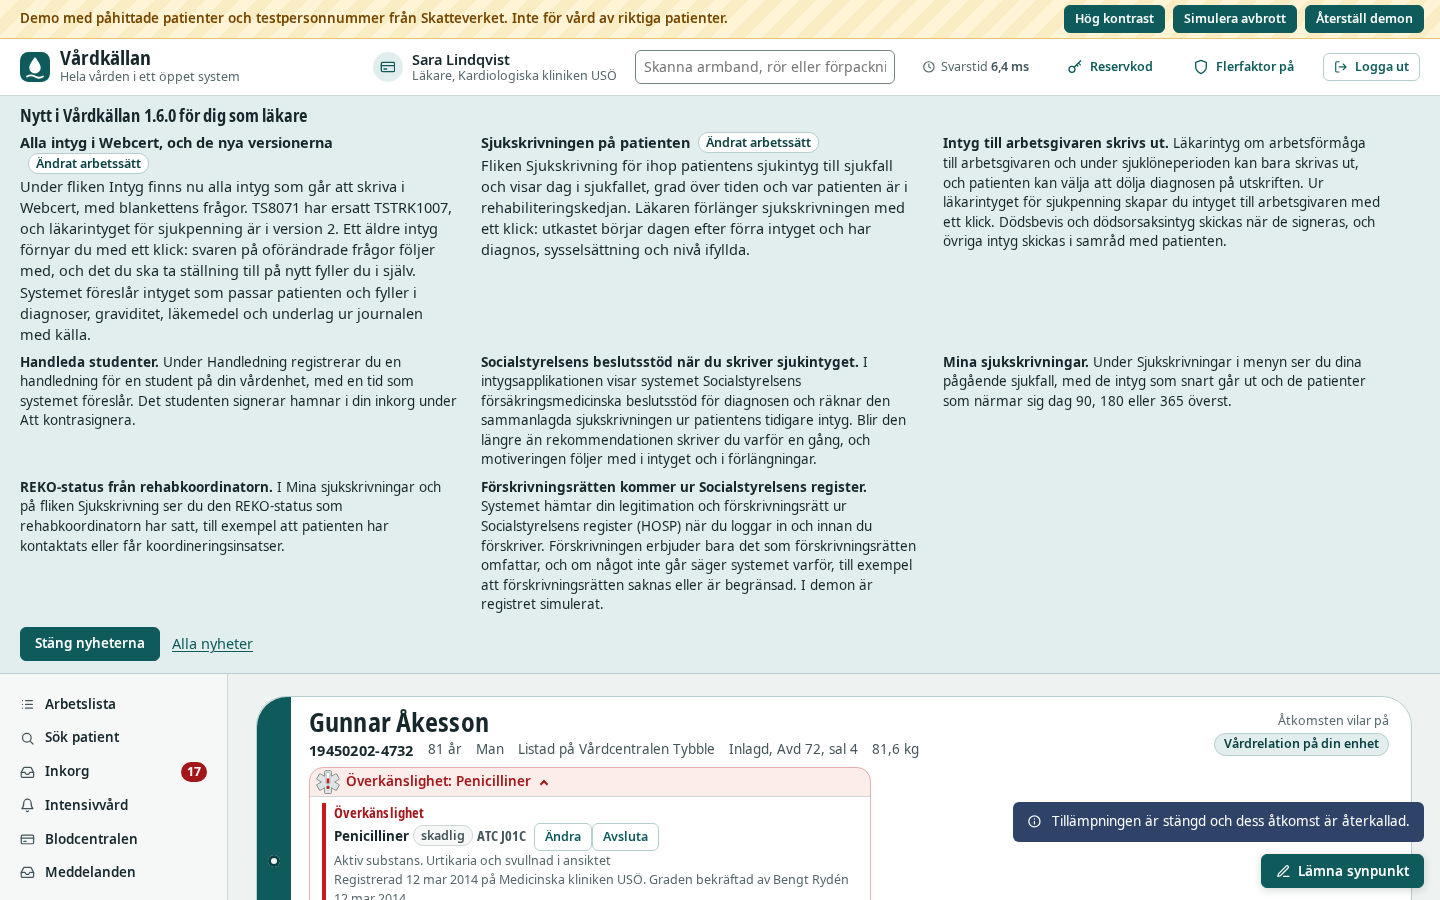 Demo med påhittade patienter och testpersonnummer från Skatteverket. Inte för vård av riktiga patienter.
Hög kontrast
Simulera avbrott
Återställ demon
Vårdkällan
Hela vården i ett öppet system
Sara Lindqvist
Läkare, Kardiologiska kliniken USÖ
Skanna armband, rör eller förpackni
Svarstid 6,4 ms
Reservkod
Flerfaktor på
Logga ut
Nytt i Vårdkällan 1.6.0 för dig som läkare
Alla intyg i Webcert, och de nya versionerna
Ändrat arbetssätt
Under fliken Intyg finns nu alla intyg som går att skriva i
Webcert, med blankettens frågor. TS8071 har ersatt TSTRK1007,
och läkarintyget för sjukpenning är i version 2. Ett äldre intyg
förnyar du med ett klick: svaren på oförändrade frågor följer
med, och det du ska ta ställning till på nytt fyller du i själv.
Systemet föreslår intyget som passar patienten och fyller i
diagnoser, graviditet, läkemedel och underlag ur journalen
med källa.
Sjukskrivningen på patienten
Ändrat arbetssätt
Fliken Sjukskrivning för ihop patientens sjukintyg till sjukfall
och visar dag i sjukfallet, grad över tiden och var patienten är i
rehabiliteringskedjan. Läkaren förlänger sjukskrivningen med
ett klick: utkastet börjar dagen efter förra intyget och har
diagnos, sysselsättning och nivå ifyllda.
Intyg till arbetsgivaren skrivs ut. Läkarintyg om arbetsförmåga
till arbetsgivaren och under sjuklöneperioden kan bara skrivas ut,
och patienten kan välja att dölja diagnosen på utskriften. Ur
läkarintyget för sjukpenning skapar du intyget till arbetsgivaren med
ett klick. Dödsbevis och dödsorsaksintyg skickas när de signeras, och
övriga intyg skickas i samråd med patienten.
Handleda studenter. Under Handledning registrerar du en
handledning för en student på din vårdenhet, med en tid som
systemet föreslår. Det studenten signerar hamnar i din inkorg under
Att kontrasignera.
Socialstyrelsens beslutsstöd när du skriver sjukintyget. I
intygsapplikationen visar systemet Socialstyrelsens
försäkringsmedicinska beslutsstöd för diagnosen och räknar den
sammanlagda sjukskrivningen ur patientens tidigare intyg. Blir den
längre än rekommendationen skriver du varför en gång, och
motiveringen följer med i intyget och i förlängningar.
Mina sjukskrivningar. Under Sjukskrivningar i menyn ser du dina
pågående sjukfall, med de intyg som snart går ut och de patienter
som närmar sig dag 90, 180 eller 365 överst.
REKO-status från rehabkoordinatorn. I Mina sjukskrivningar och
på fliken Sjukskrivning ser du den REKO-status som
rehabkoordinatorn har satt, till exempel att patienten har
kontaktats eller får koordineringsinsatser.
Förskrivningsrätten kommer ur Socialstyrelsens register.
Systemet hämtar din legitimation och förskrivningsrätt ur
Socialstyrelsens register (HOSP) när du loggar in och innan du
förskriver. Förskrivningen erbjuder bara det som förskrivningsrätten
omfattar, och om något inte går säger systemet varför, till exempel
att förskrivningsrätten saknas eller är begränsad. I demon är
registret simulerat.
Stäng nyheterna
Alla nyheter
Arbetslista
Sök patient
Inkorg
17
Intensivvård
Blodcentralen
Meddelanden
Gunnar Åkesson
19450202-4732
81 år
Man
Listad på Vårdcentralen Tybble
Inlagd, Avd 72, sal 4
81,6 kg
Åtkomsten vilar på
Vårdrelation på din enhet
Överkänslighet: Penicilliner
Överkänslighet
Penicilliner
skadlig
ATC J01C
Ändra
Avsluta
Aktiv substans. Urtikaria och svullnad i ansiktet
Registrerad 12 mar 2014 på Medicinska kliniken USÖ. Graden bekräftad av Bengt Rydén
12 mar 2014
Tillämpningen är stängd och dess åtkomst är återkallad.
Lämna synpunkt